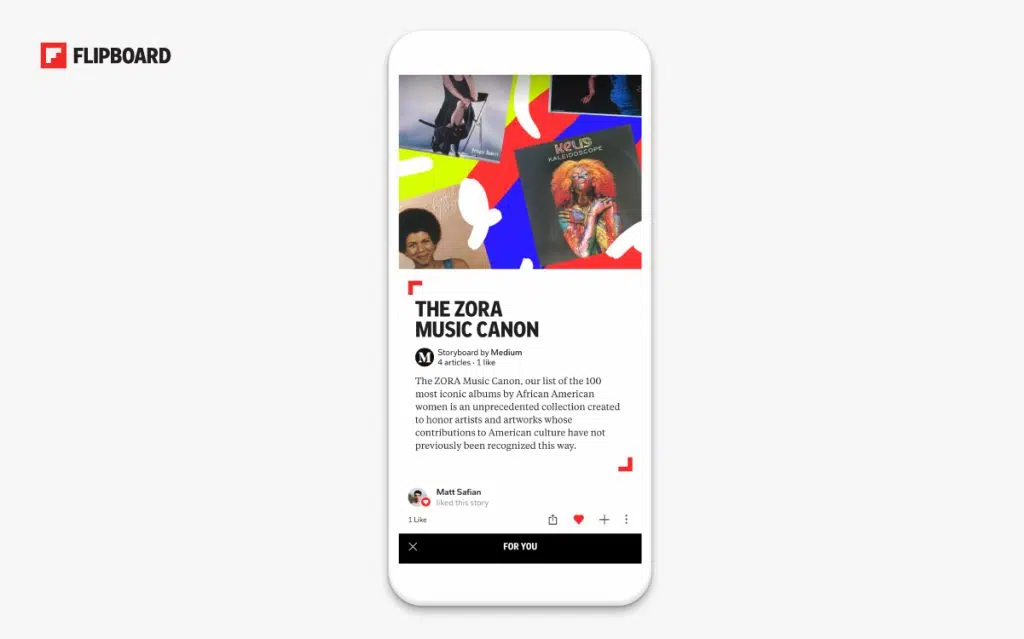 FLIPBOARD
KELIS
KALEIDOSCOPE
THE ZORA
MUSIC CANON
M
Storyboard by Medium
4 articles · 1 like
The ZORA Music Canon, our list of the 100
most iconic albums by African American
women is an unprecedented collection created
to honor artists and artworks whose
contributions to American culture have not
previously been recognized this way.
Matt Safian
liked this story
1 Like
FOR YOU